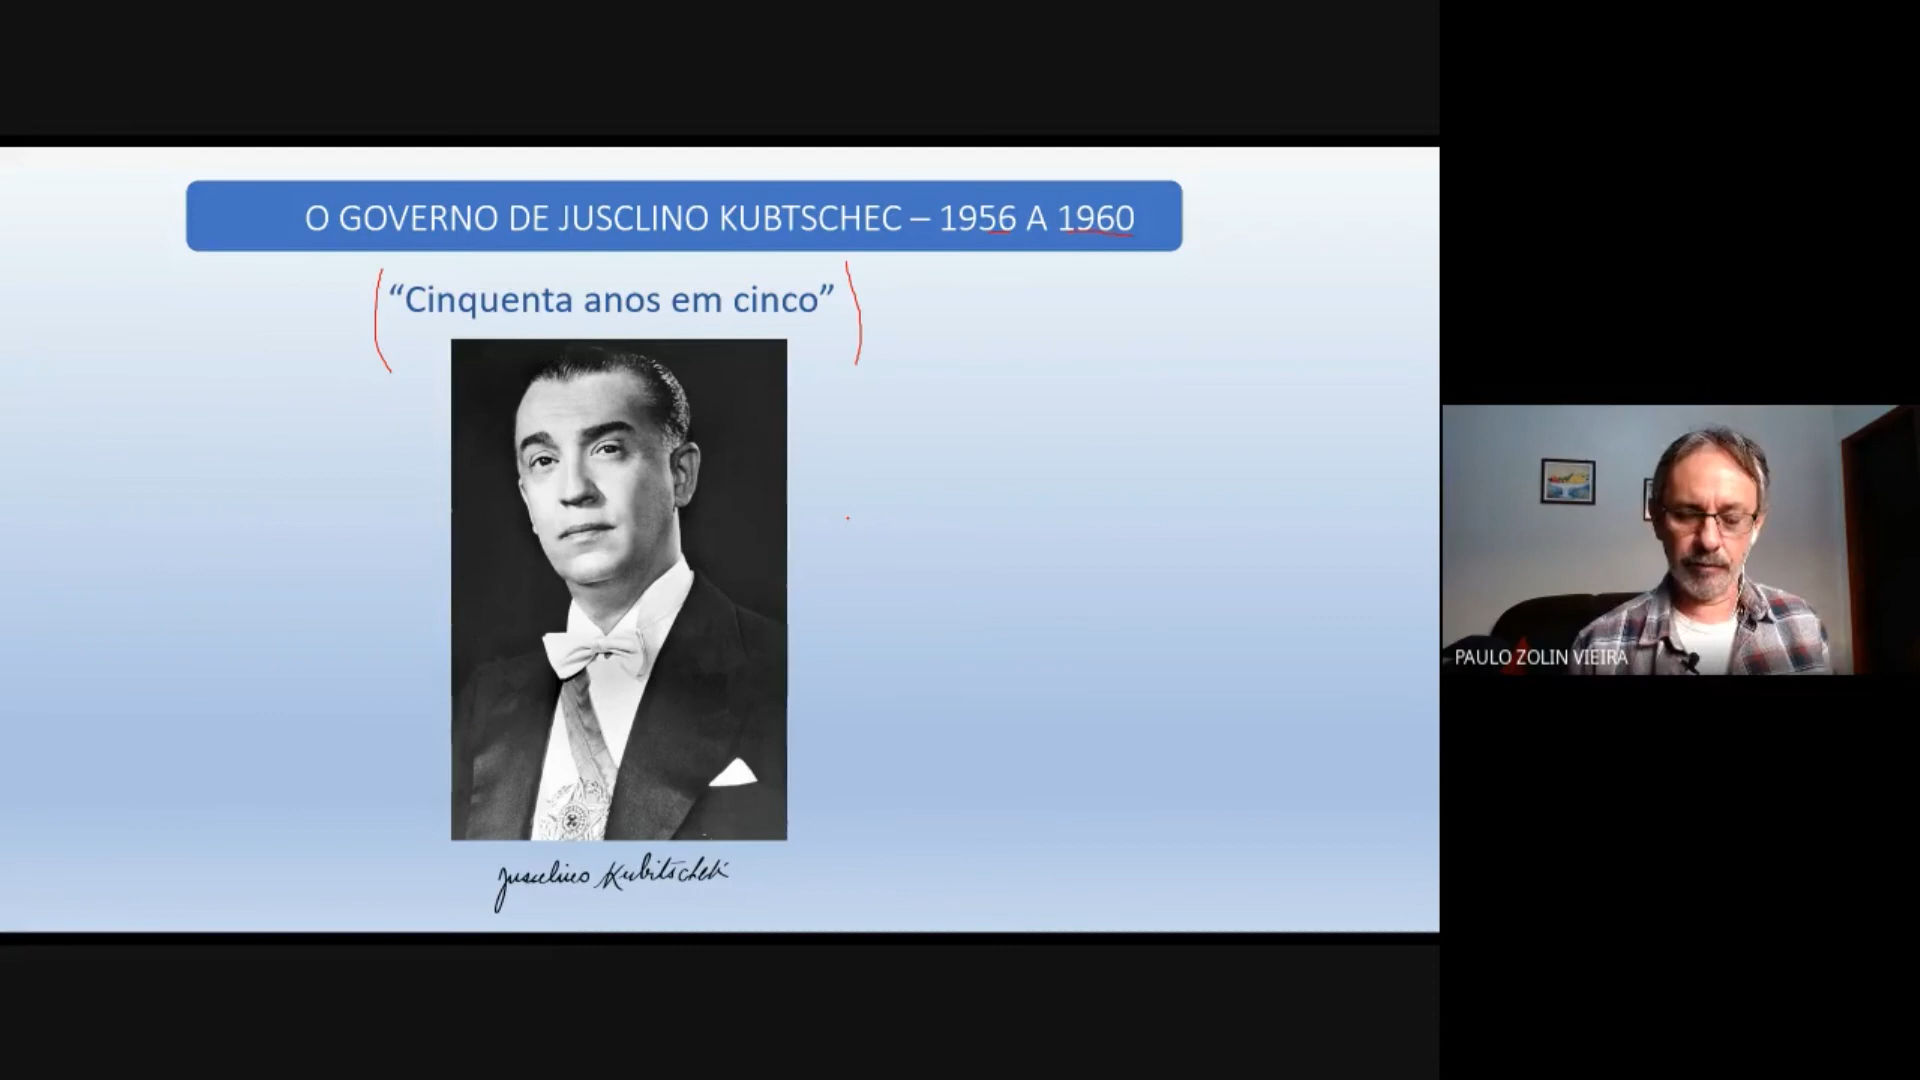 O GOVERNO DE JUSCLINO KUBTSCHEC – 1956 A 1960
“Cinquenta anos em cinco”
Juscelino Kubitschek
PAULO ZOLIN VIEIRA